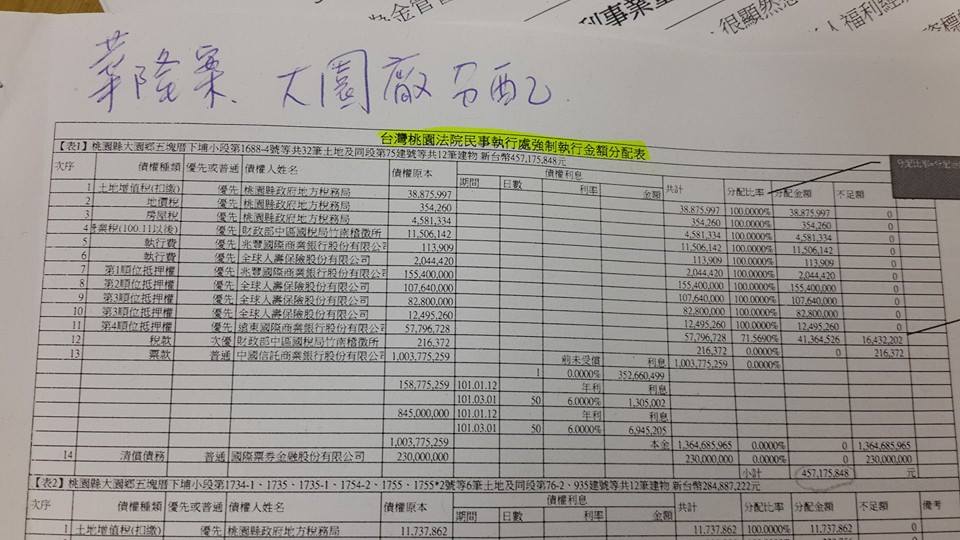 華隆案 大園廠分配
台灣桃園法院民事執行處強制執行金額分配表
【表1】桃園縣大園鄉五塊厝下埔小段第1688-4號等共32筆土地及同段第75建號等共12筆建物 新台幣457,175,848元
次序 債權種類 優先或普通 債權人姓名 債權原本 債權利息 共計 分配比率 分配金額 不足額
期間 日數 利率 金額
1 土地增值稅(扣繳) 優先 桃園縣政府地方稅務局 38,875,997 38,875,997 100.0000% 38,875,997 0
2 地價稅 優先 桃園縣政府地方稅務局 354,260 354,260 100.0000% 354,260 0
3 房屋稅 優先 桃園縣政府地方稅務局 4,581,334 4,581,334 100.0000% 4,581,334 0
4 業稅(100.11以後) 優先 財政部中區國稅局竹南稽徵所 11,506,142 11,506,142 100.0000% 11,506,142 0
5 執行費 優先 兆豐國際商業銀行股份有限公 113,909 113,909 100.0000% 113,909 0
6 執行費 優先 全球人壽保險股份有限公司 2,044,420 2,044,420 100.0000% 2,044,420 0
7 第1順位抵押權 優先 兆豐國際商業銀行股份有限公 155,400,000 155,400,000 100.0000% 155,400,000 0
8 第2順位抵押權 優先 全球人壽保險股份有限公司 107,640,000 107,640,000 100.0000% 107,640,000 0
9 第3順位抵押權 優先 全球人壽保險股份有限公司 82,800,000 82,800,000 100.0000% 82,800,000 0
10 第3順位抵押權 優先 全球人壽保險股份有限公司 12,495,260 12,495,260 100.0000% 12,495,260 0
11 第4順位抵押權 優先 遠東國際商業銀行股份有限公 57,796,728 57,796,728 71.5690% 41,364,526 16,432,202
12 稅款 次優 財政部中區國稅局竹南稽徵所 216,372 216,372 0.0000% 0 216,372
13 票款 普通 中國信託商業銀行股份有限公 1,003,775,259 前未受償 利息 1,003,775,259 0.0000%
1 0.0000% 352,660,499
158,775,259 101.01.12 年利 利息
101.03.01 50 6.0000% 1,305,002
845,000,000 101.01.12 年利 利息
101.03.01 50 6.0000% 6,945,205
1,003,775,259 本金 1,364,685,965 0.0000% 0 1,364,685,965
14 清償債務 普通 國際票券金融股份有限公司 230,000,000 230,000,000 0.0000% 0 230,000,000
小計 457,175,848 元
【表2】桃園縣大園鄉五塊厝下埔小段第1734-1、1735、1735-1、1754-2、1755、1755*2號等6筆土地及同段第76-2、935建號等共12筆建物 新台幣284,887,222元
次序 債權種類 優先或普通 債權人姓名 債權原本 債權利息 共計 分配比率 分配金額 不足額 備考
期間 日數 利率 金額
1 土地增值稅(扣繳) 優先 桃園縣政府地方稅務局 11,737,862 11,737,862 100.0000% 11,737,862 0